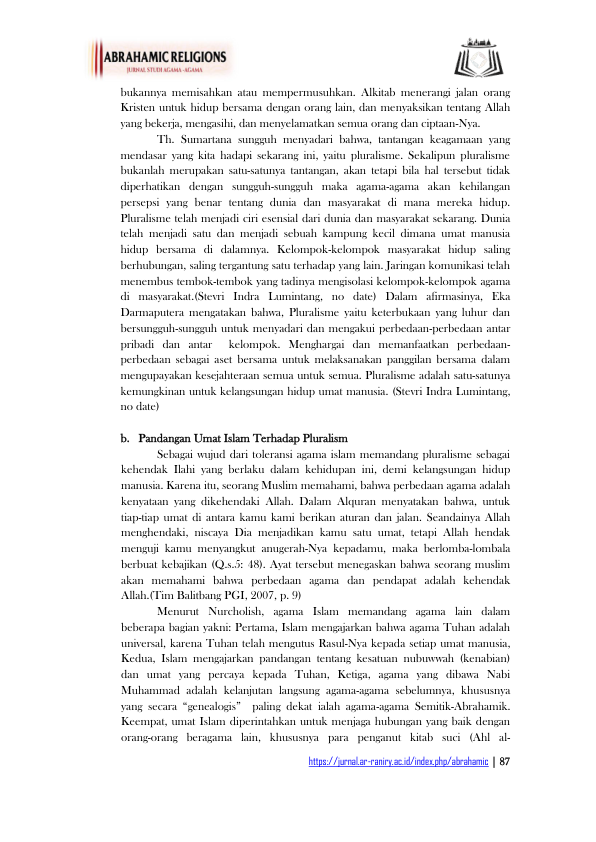 ABRAHAMIC RELIGIONS
JURNAL STUDI AGAMA -AGAMA
bukannya memisahkan atau mempermusuhkan. Alkitab menerangi jalan orang
Kristen untuk hidup bersama dengan orang lain, dan menyaksikan tentang Allah
yang bekerja, mengasihi, dan menyelamatkan semua orang dan ciptaan-Nya.
Th. Sumartana sungguh menyadari bahwa, tantangan keagamaan yang
mendasar yang kita hadapi sekarang ini, yaitu pluralisme. Sekalipun pluralisme
bukanlah merupakan satu-satunya tantangan, akan tetapi bila hal tersebut tidak
diperhatikan dengan sungguh-sungguh maka agama-agama akan kehilangan
persepsi yang benar tentang dunia dan masyarakat di mana mereka hidup.
Pluralisme telah menjadi ciri esensial dari dunia dan masyarakat sekarang. Dunia
telah menjadi satu dan menjadi sebuah kampung kecil dimana umat manusia
hidup bersama di dalamnya. Kelompok-kelompok masyarakat hidup saling
berhubungan, saling tergantung satu terhadap yang lain. Jaringan komunikasi telah
menembus tembok-tembok yang tadinya mengisolasi kelompok-kelompok agama
di masyarakat.(Stevri Indra Lumintang, no date) Dalam afirmasinya, Eka
Darmaputera mengatakan bahwa, Pluralisme yaitu keterbukaan yang luhur dan
bersungguh-sungguh untuk menyadari dan mengakui perbedaan-perbedaan antar
pribadi dan antar kelompok. Menghargai dan memanfaatkan perbedaan-
perbedaan sebagai aset bersama untuk melaksanakan panggilan bersama dalam
mengupayakan kesejahteraan semua untuk semua. Pluralisme adalah satu-satunya
kemungkinan untuk kelangsungan hidup umat manusia. (Stevri Indra Lumintang,
no date)
b. Pandangan Umat Islam Terhadap Pluralism
Sebagai wujud dari toleransi agama islam memandang pluralisme sebagai
kehendak Ilahi yang berlaku dalam kehidupan ini, demi kelangsungan hidup
manusia. Karena itu, seorang Muslim memahami, bahwa perbedaan agama adalah
kenyataan yang dikehendaki Allah. Dalam Alquran menyatakan bahwa, untuk
tiap-tiap umat di antara kamu kami berikan aturan dan jalan. Seandainya Allah
menghendaki, niscaya Dia menjadikan kamu satu umat, tetapi Allah hendak
menguji kamu menyangkut anugerah-Nya kepadamu, maka berlomba-lombala
berbuat kebajikan (Q.s.5: 48). Ayat tersebut menegaskan bahwa seorang muslim
akan memahami bahwa perbedaan agama dan pendapat adalah kehendak
Allah.(Tim Balitbang PGI, 2007, p. 9)
Menurut Nurcholish, agama Islam memandang agama lain dalam
beberapa bagian yakni: Pertama, Islam mengajarkan bahwa agama Tuhan adalah
universal, karena Tuhan telah mengutus Rasul-Nya kepada setiap umat manusia,
Kedua, Islam mengajarkan pandangan tentang kesatuan nubuwwah (kenabian)
dan umat yang percaya kepada Tuhan, Ketiga, agama yang dibawa Nabi
Muhammad adalah kelanjutan langsung agama-agama sebelumnya, khususnya
yang secara “genealogis” paling dekat ialah agama-agama Semitik-Abrahamik.
Keempat, umat Islam diperintahkan untuk menjaga hubungan yang baik dengan
orang-orang beragama lain, khususnya para penganut kitab suci (Ahl al-
https://jurnal.ar-raniry.ac.id/index.php/abrahamic | 87